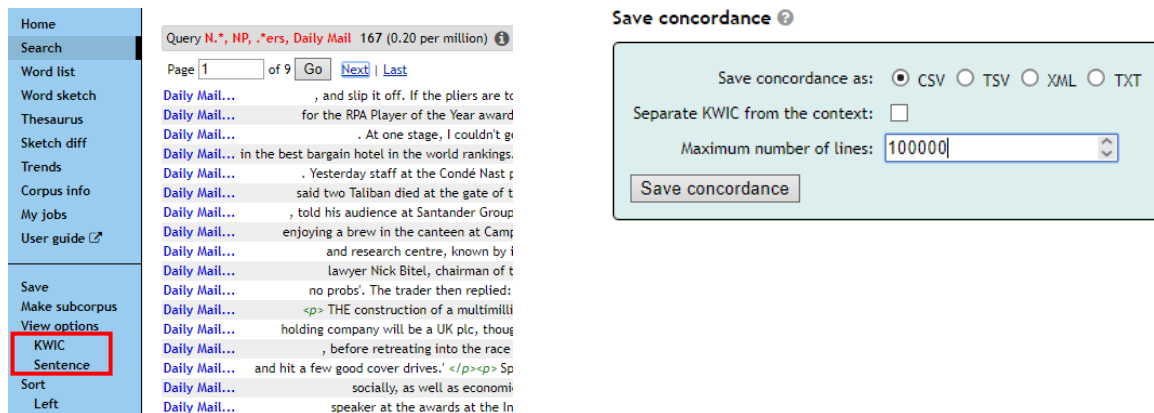 Home
Search
Word list
Word sketch
Thesaurus
Sketch diff
Trends
Corpus info
My jobs
User guide
Save
Make subcorpus
View options
KWIC
Sentence
Sort
Left
Query N.*, NP, .*ers, Daily Mail 167 (0.20 per million)
Page 1 of 9 Go Next | Last
Daily Mail... , and slip it off. If the pliers are to
Daily Mail... for the RPA Player of the Year award
Daily Mail... . At one stage, I couldn't ge
Daily Mail... in the best bargain hotel in the world rankings.
Daily Mail... . Yesterday staff at the Condé Nast p
Daily Mail... said two Taliban died at the gate of t
Daily Mail... , told his audience at Santander Group
Daily Mail... enjoying a brew in the canteen at Camp
Daily Mail... and research centre, known by i
Daily Mail... lawyer Nick Bitel, chairman of t
Daily Mail... no probs'. The trader then replied:
Daily Mail... <p> THE construction of a multimilli
Daily Mail... holding company will be a UK plc, thoug
Daily Mail... , before retreating into the race
Daily Mail... and hit a few good cover drives.' </p><p> Sp
Daily Mail... socially, as well as economi
Daily Mail... speaker at the awards at the In
Save concordance
Save concordance as: CSV TSV XML TXT
Separate KWIC from the context:
Maximum number of lines: 100000
Save concordance